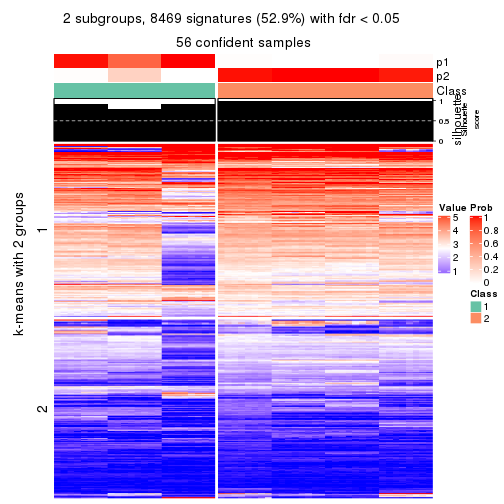 2 subgroups, 8469 signatures (52.9%) with fdr < 0.05
56 confident samples
p1
p2
Class
1
0.5
0
silhouette
Silhouette
score
k-means with 2 groups
1
2
Value
5
4
3
2
1
Prob
1
0.8
0.6
0.4
0.2
0
Class
1
2